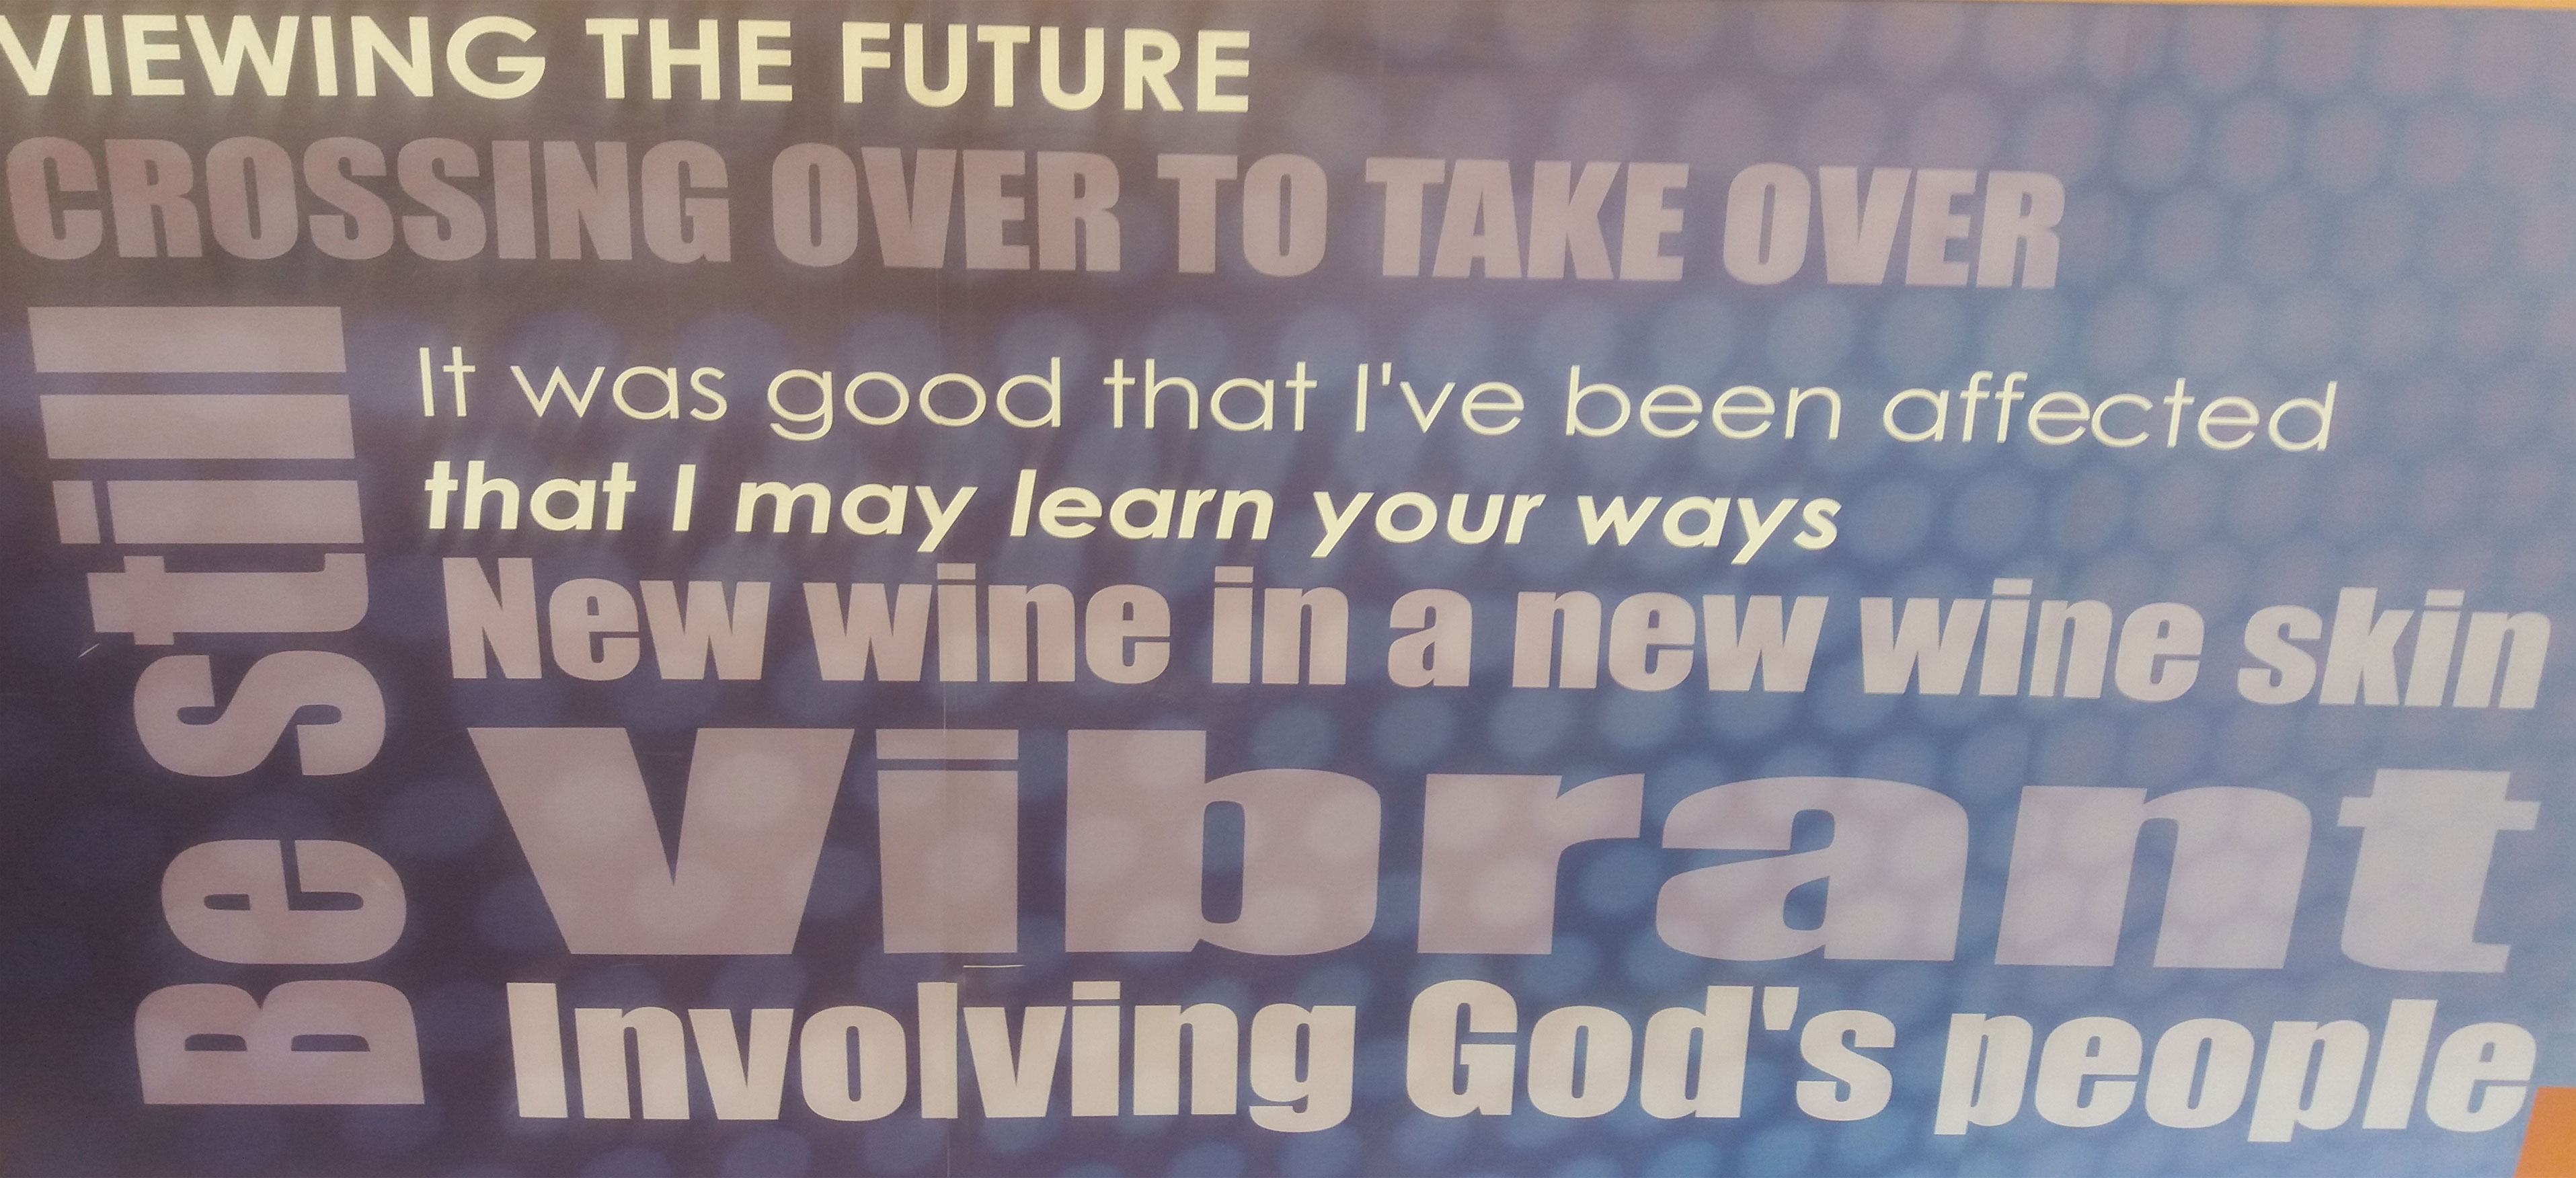 VIEWING THE FUTURE
CROSSING OVER TO TAKE OVER
Be still
It was good that I've been affected
that I may learn your ways
New wine in a new wine skin
Vibrant
Involving God's people